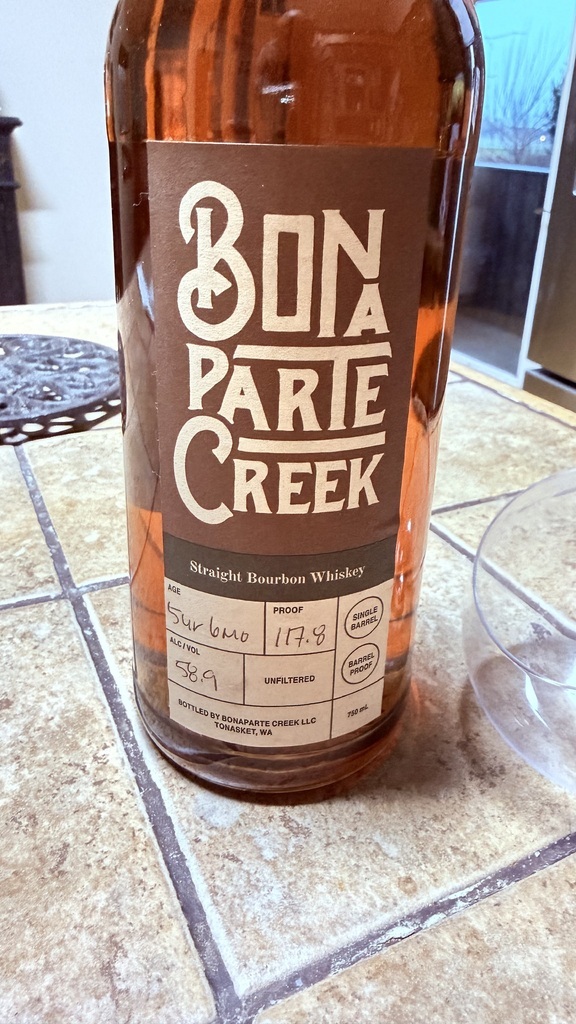 BONA
PARTE
CREEK
Straight Bourbon Whiskey
AGE
5yr 6mo
PROOF
117.8
SINGLE
BARREL
ALC/VOL
58.9
UNFILTERED
BARREL
PROOF
BOTTLED BY BONAPARTE CREEK LLC
TONASKET, WA
750 mL